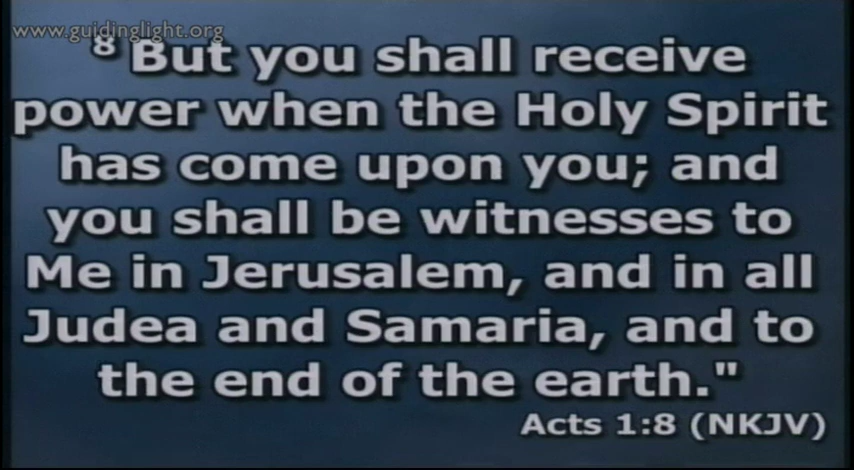 www.guidinglight.org
8 But you shall receive
power when the Holy Spirit
has come upon you; and
you shall be witnesses to
Me in Jerusalem, and in all
Judea and Samaria, and to
the end of the earth."
Acts 1:8 (NKJV)